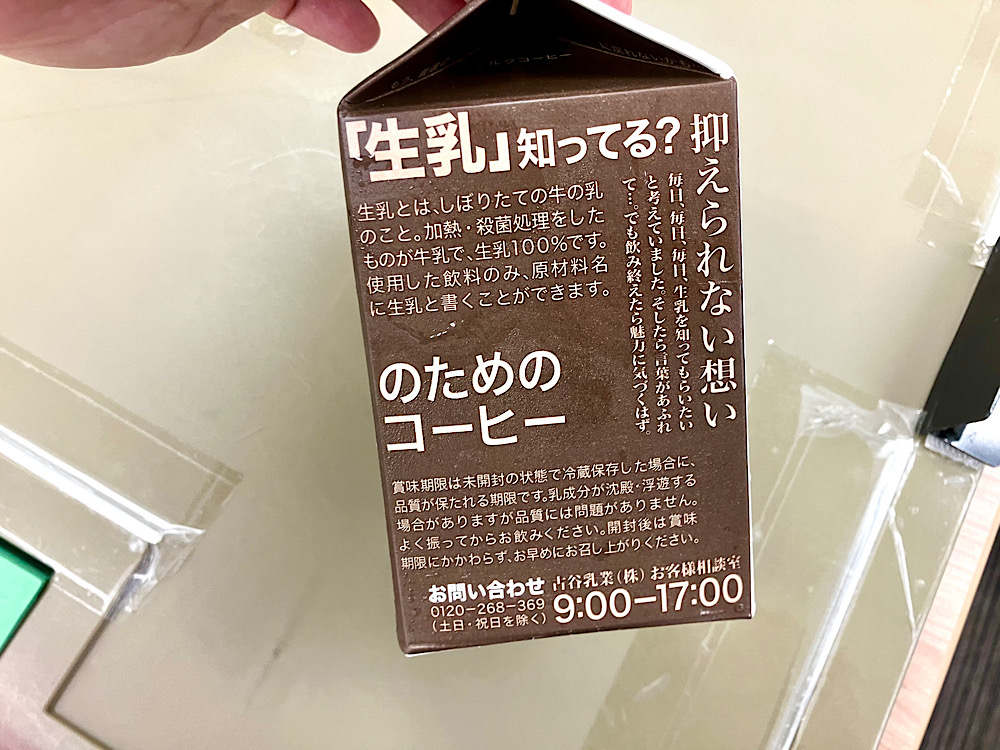 ルクコーヒー
「生乳」知ってる?
生乳とは、しぼりたての牛の乳
のこと。加熱・殺菌処理をした
ものが牛乳で、生乳100%です。
使用した飲料のみ、原材料名
に生乳と書くことができます。
抑えられない想い
毎日、毎日、毎日、生乳を知ってもらいたい
と考えていました。そしたら言葉があふれ
て…。でも飲み終えたら魅力に気づくはず。
のための
コーヒー
賞味期限は未開封の状態で冷蔵保存した場合に、
品質が保たれる期限です。乳成分が沈殿・浮遊する
場合がありますが品質には問題がありません。
よく振ってからお飲みください。開封後は賞味
期限にかかわらず、お早めにお召し上がりください。
お問い合わせ 古谷乳業(株)お客様相談室
0120-268-369
(土日・祝日を除く)
9:00-17:00